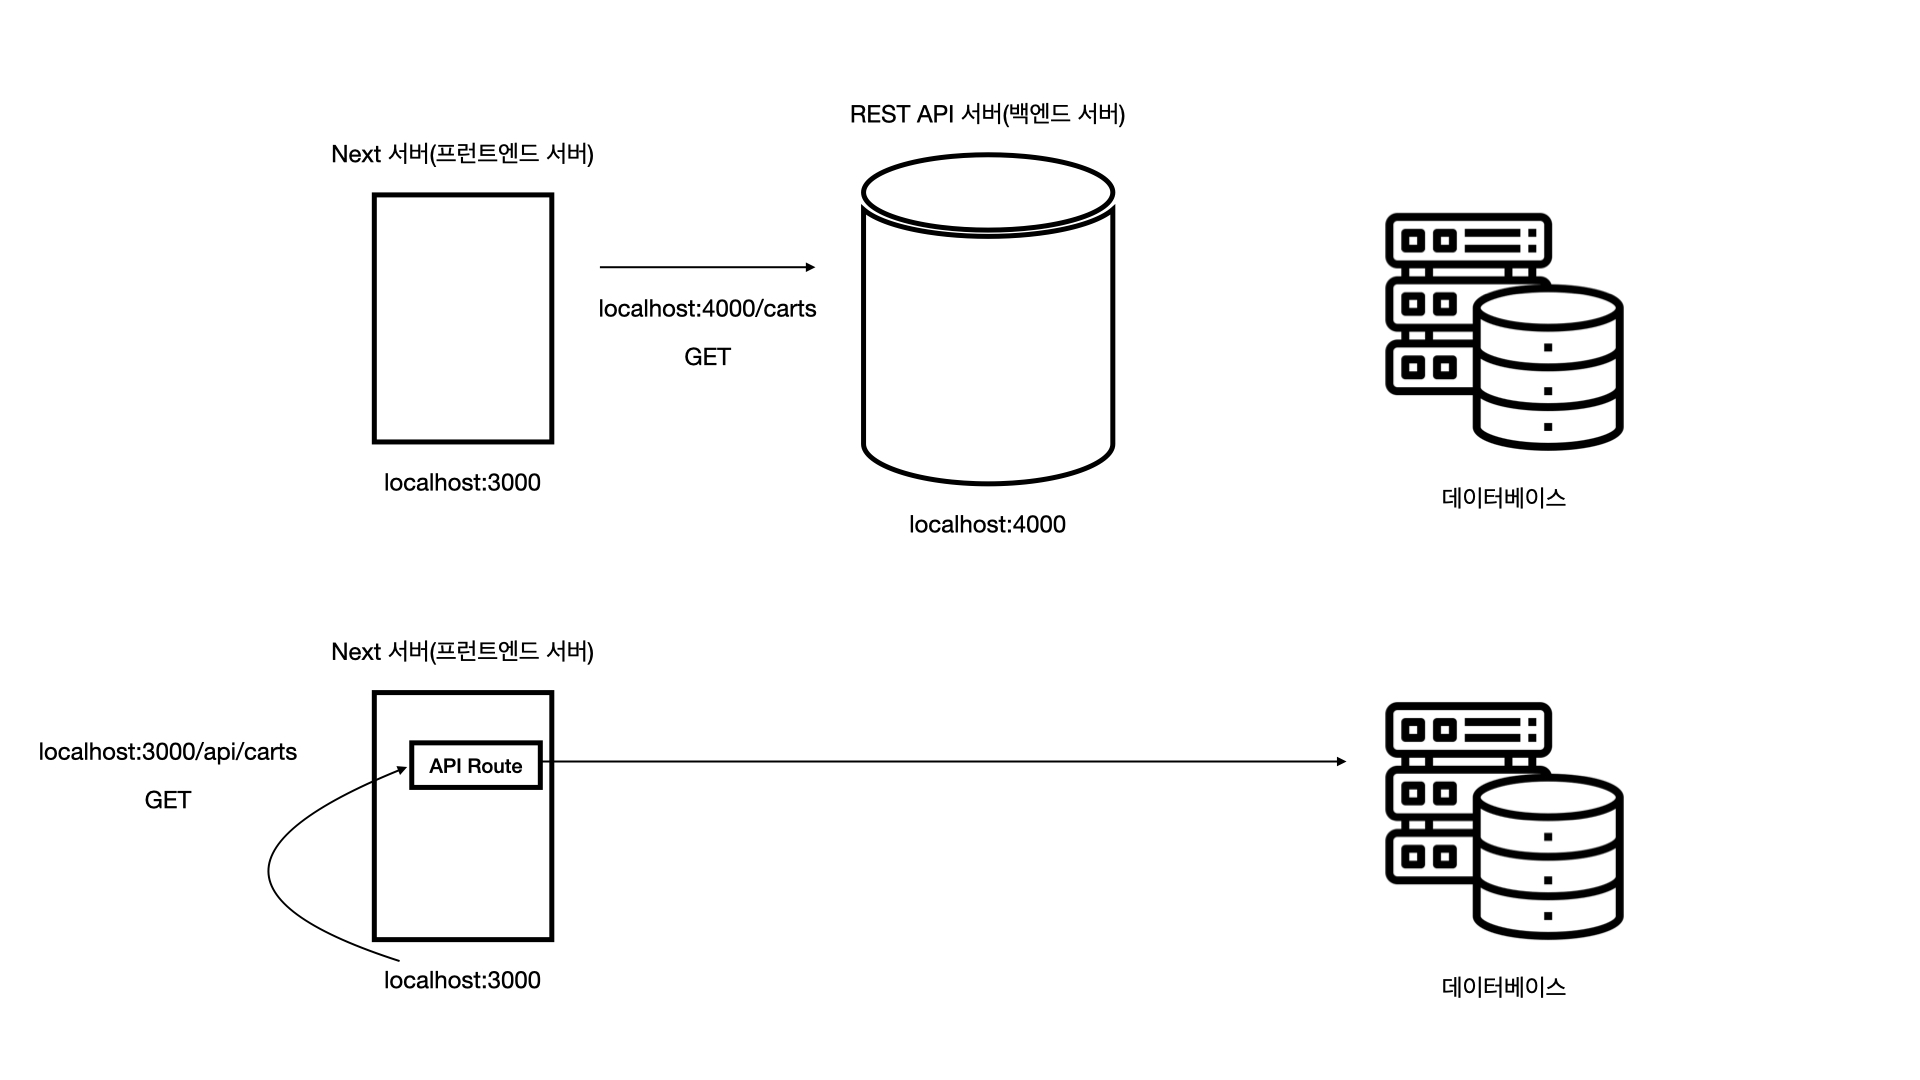 REST API 서버(백엔드 서버)
Next 서버(프런트엔드 서버)
localhost:4000/carts
GET
localhost:3000
데이터베이스
localhost:4000
Next 서버(프런트엔드 서버)
localhost:3000/api/carts
API Route
GET
localhost:3000
데이터베이스